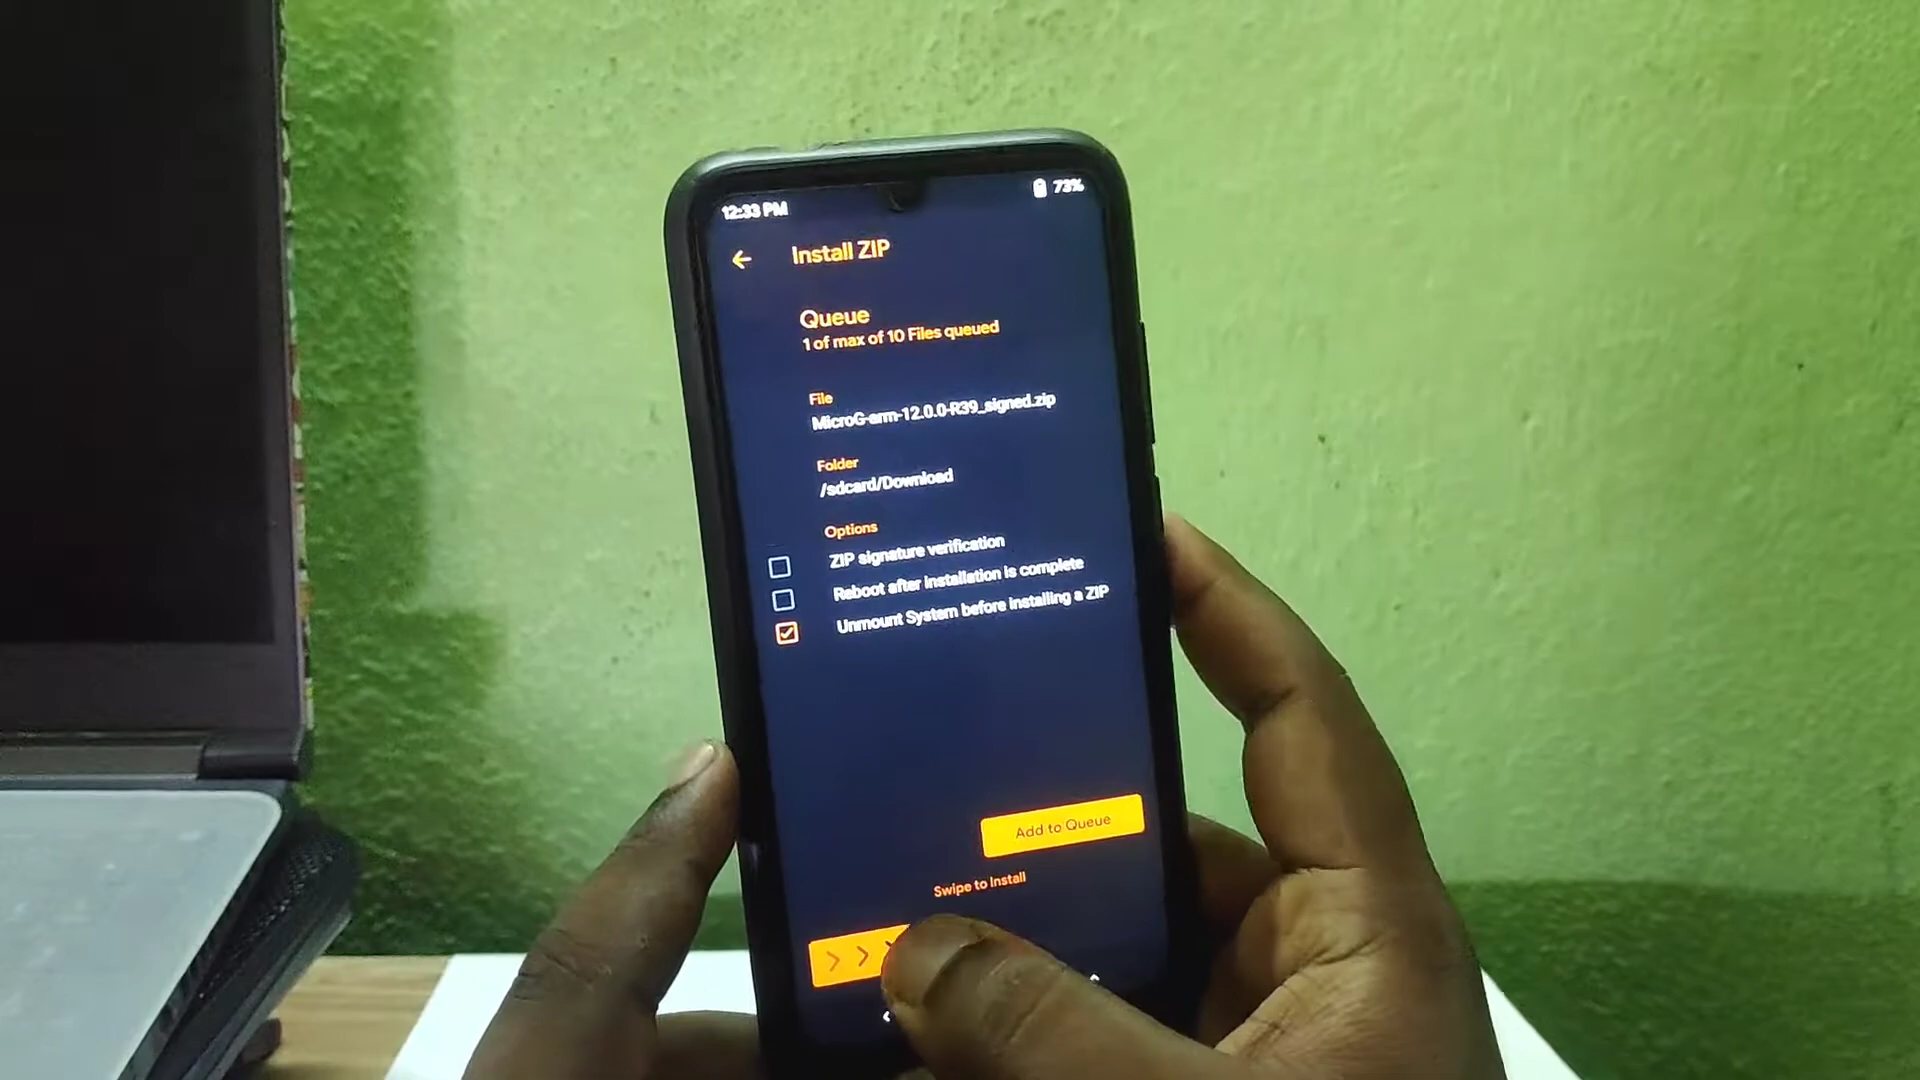 12:33 PM
73%
Install ZIP
Queue
1 of max of 10 Files queued
File
MicroG-arm-12.0.0-R39_signed.zip
Folder
/sdcard/Download
Options
ZIP signature verification
Reboot after installation is complete
Unmount System before installing a ZIP
Add to Queue
Swipe to Install